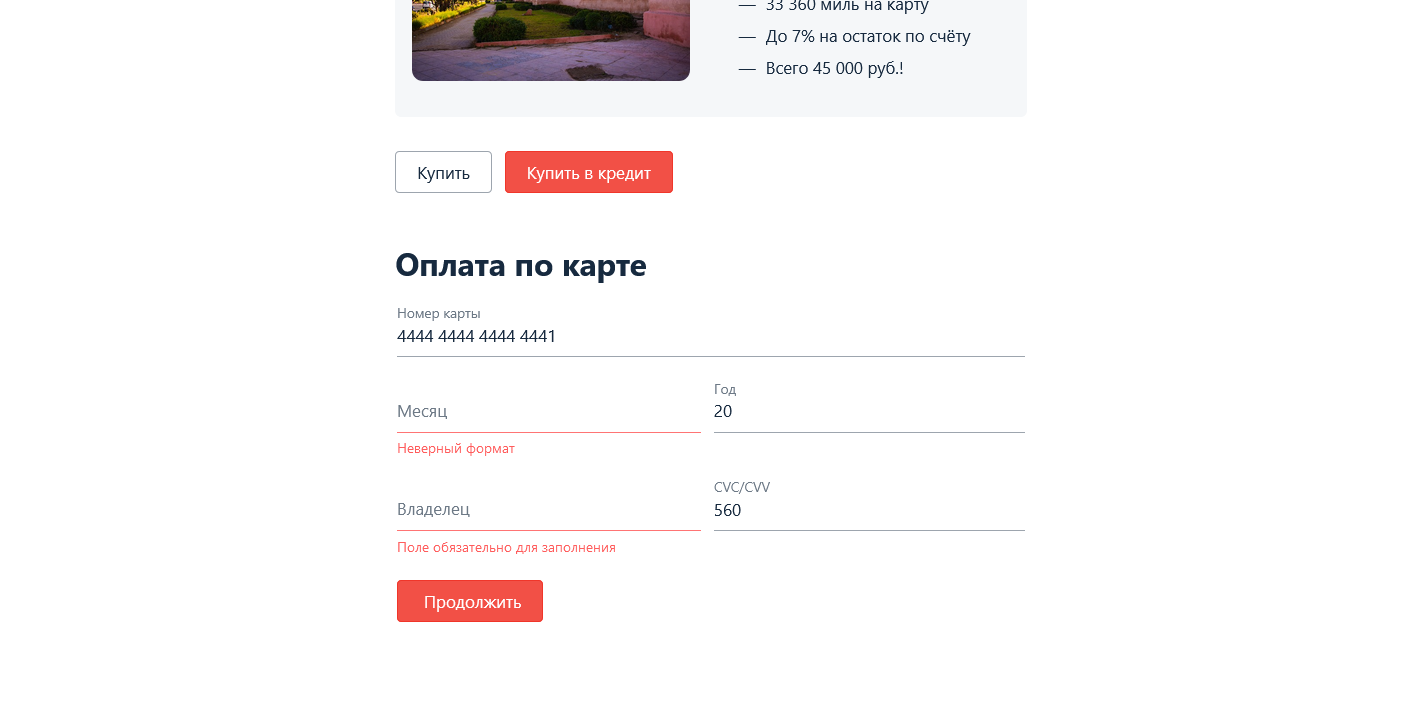 — 33 360 миль на карту
— До 7% на остаток по счёту
— Всего 45 000 руб.!
Купить
Купить в кредит
Оплата по карте
Номер карты
4444 4444 4444 4441
Месяц
Год
20
Неверный формат
Владелец
CVC/CVV
560
Поле обязательно для заполнения
Продолжить